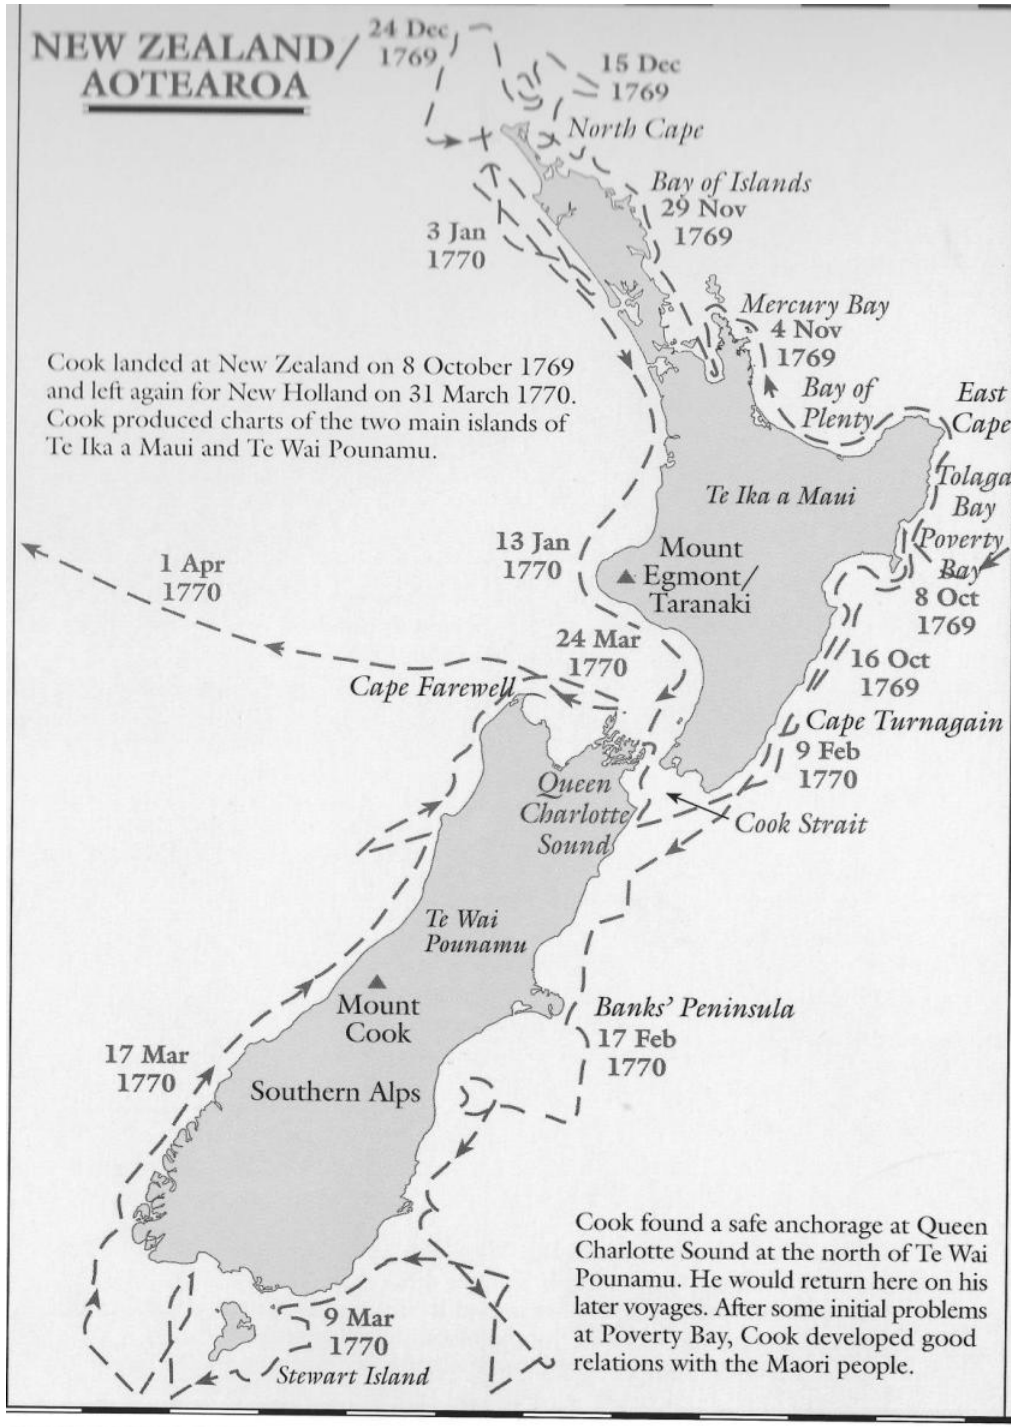 NEW ZEALAND/
AOTEAROA
24 Dec
1769
15 Dec
1769
North Cape
Bay of Islands
29 Nov
1769
3 Jan
1770
Mercury Bay
4 Nov
1769
Cook landed at New Zealand on 8 October 1769
and left again for New Holland on 31 March 1770.
Cook produced charts of the two main islands of
Te Ika a Maui and Te Wai Pounamu.
Bay of
Plenty
East
Cape
Te Ika a Maui
Tolaga
Bay
Poverty
Bay
8 Oct
1769
13 Jan
1770
Mount
Egmont/
Taranaki
1 Apr
1770
24 Mar
1770
16 Oct
1769
Cape Farewell
Cape Turnagain
9 Feb
1770
Queen
Charlotte
Sound
Cook Strait
Te Wai
Pounamu
Mount
Cook
Banks' Peninsula
17 Feb
1770
17 Mar
1770
Southern Alps
9 Mar
1770
Stewart Island
Cook found a safe anchorage at Queen
Charlotte Sound at the north of Te Wai
Pounamu. He would return here on his
later voyages. After some initial problems
at Poverty Bay, Cook developed good
relations with the Maori people.